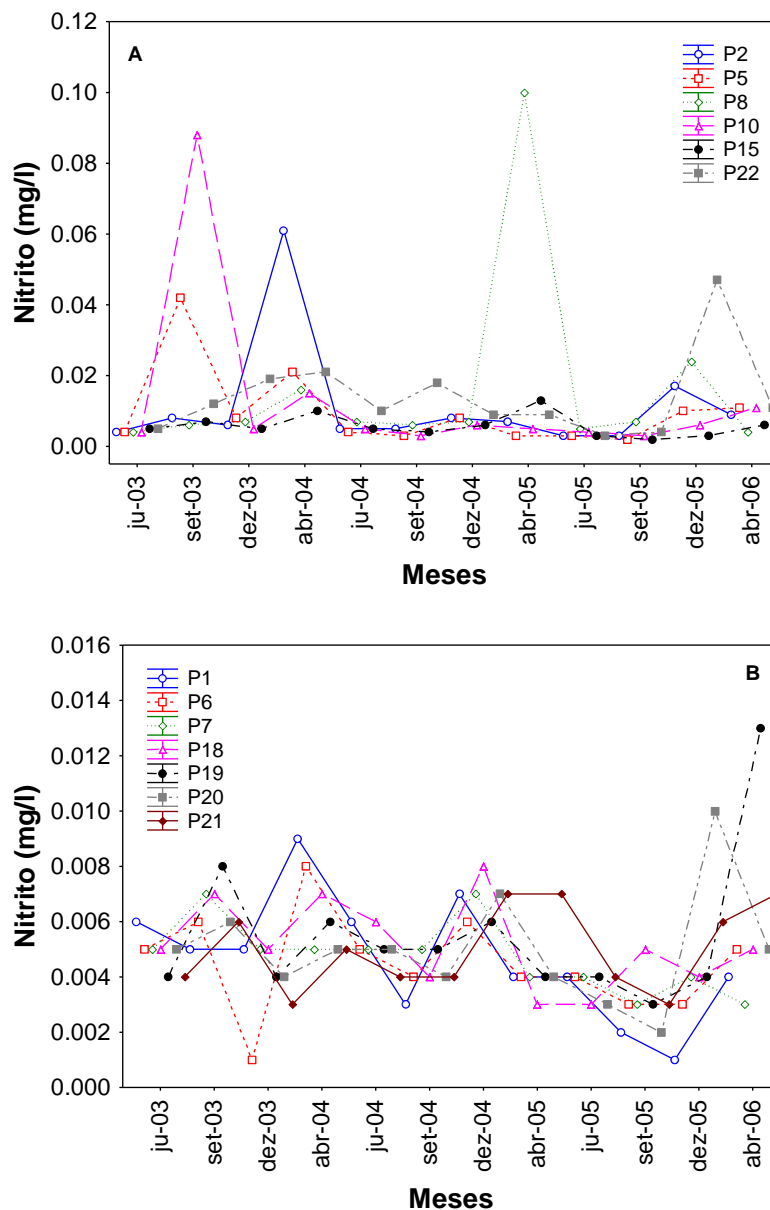 A
P2
P5
P8
P10
P15
P22
0.12
0.10
0.08
0.06
0.04
0.02
0.00
Nitrito (mg/l)
ju-03
set-03
dez-03
abr-04
ju-04
set-04
dez-04
abr-05
ju-05
set-05
dez-05
abr-06
Meses
B
P1
P6
P7
P18
P19
P20
P21
0.016
0.014
0.012
0.010
0.008
0.006
0.004
0.002
0.000
Nitrito (mg/l)
ju-03
set-03
dez-03
abr-04
ju-04
set-04
dez-04
abr-05
ju-05
set-05
dez-05
abr-06
Meses